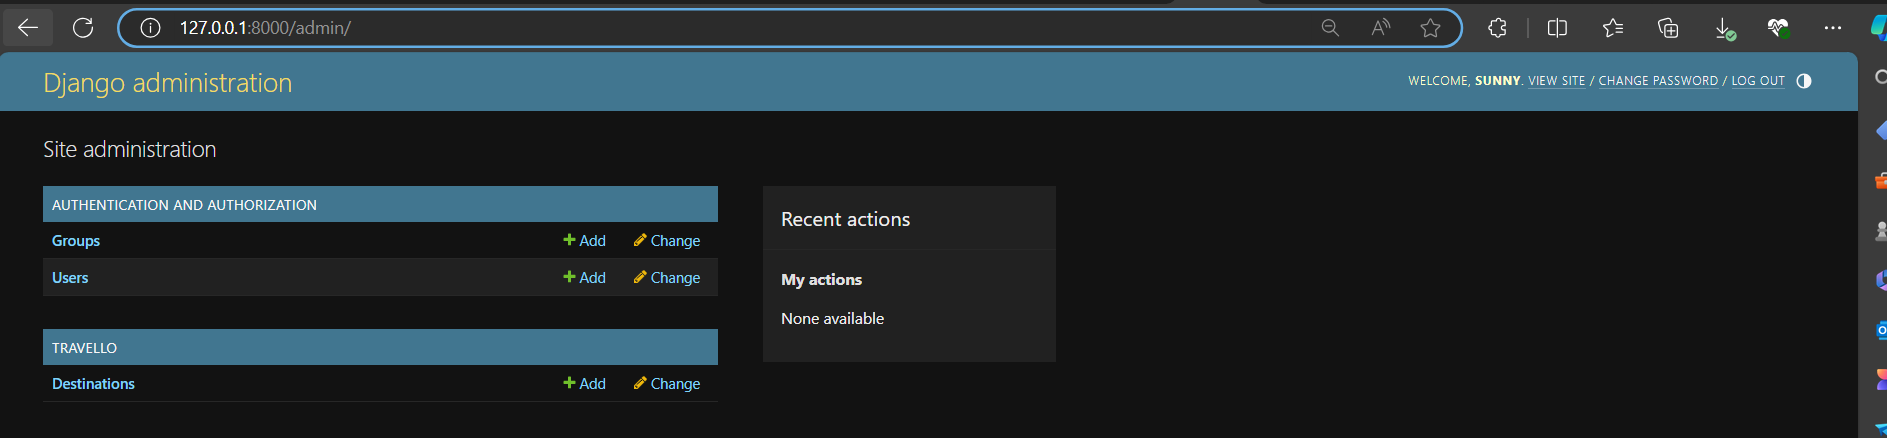 127.0.0.1:8000/admin/
Django administration
WELCOME, SUNNY. VIEW SITE / CHANGE PASSWORD / LOG OUT
Site administration
AUTHENTICATION AND AUTHORIZATION
Groups Add Change
Users Add Change
TRAVELLO
Destinations Add Change
Recent actions
My actions
None available